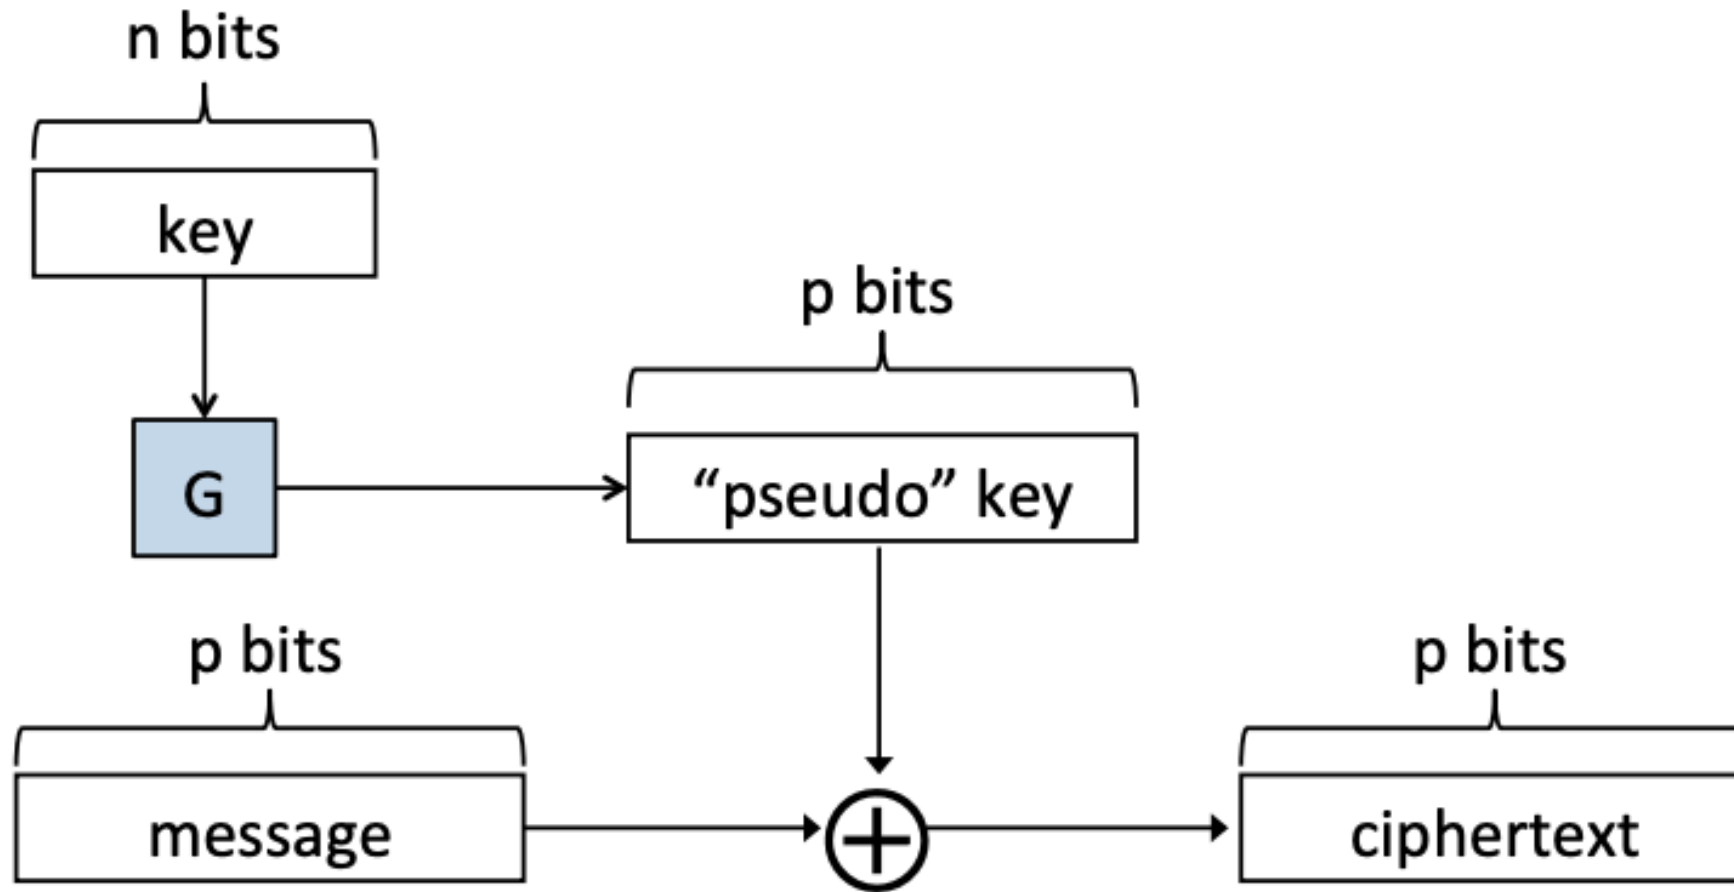 n bits
key
p bits
G
“pseudo” key
p bits
p bits
message
ciphertext